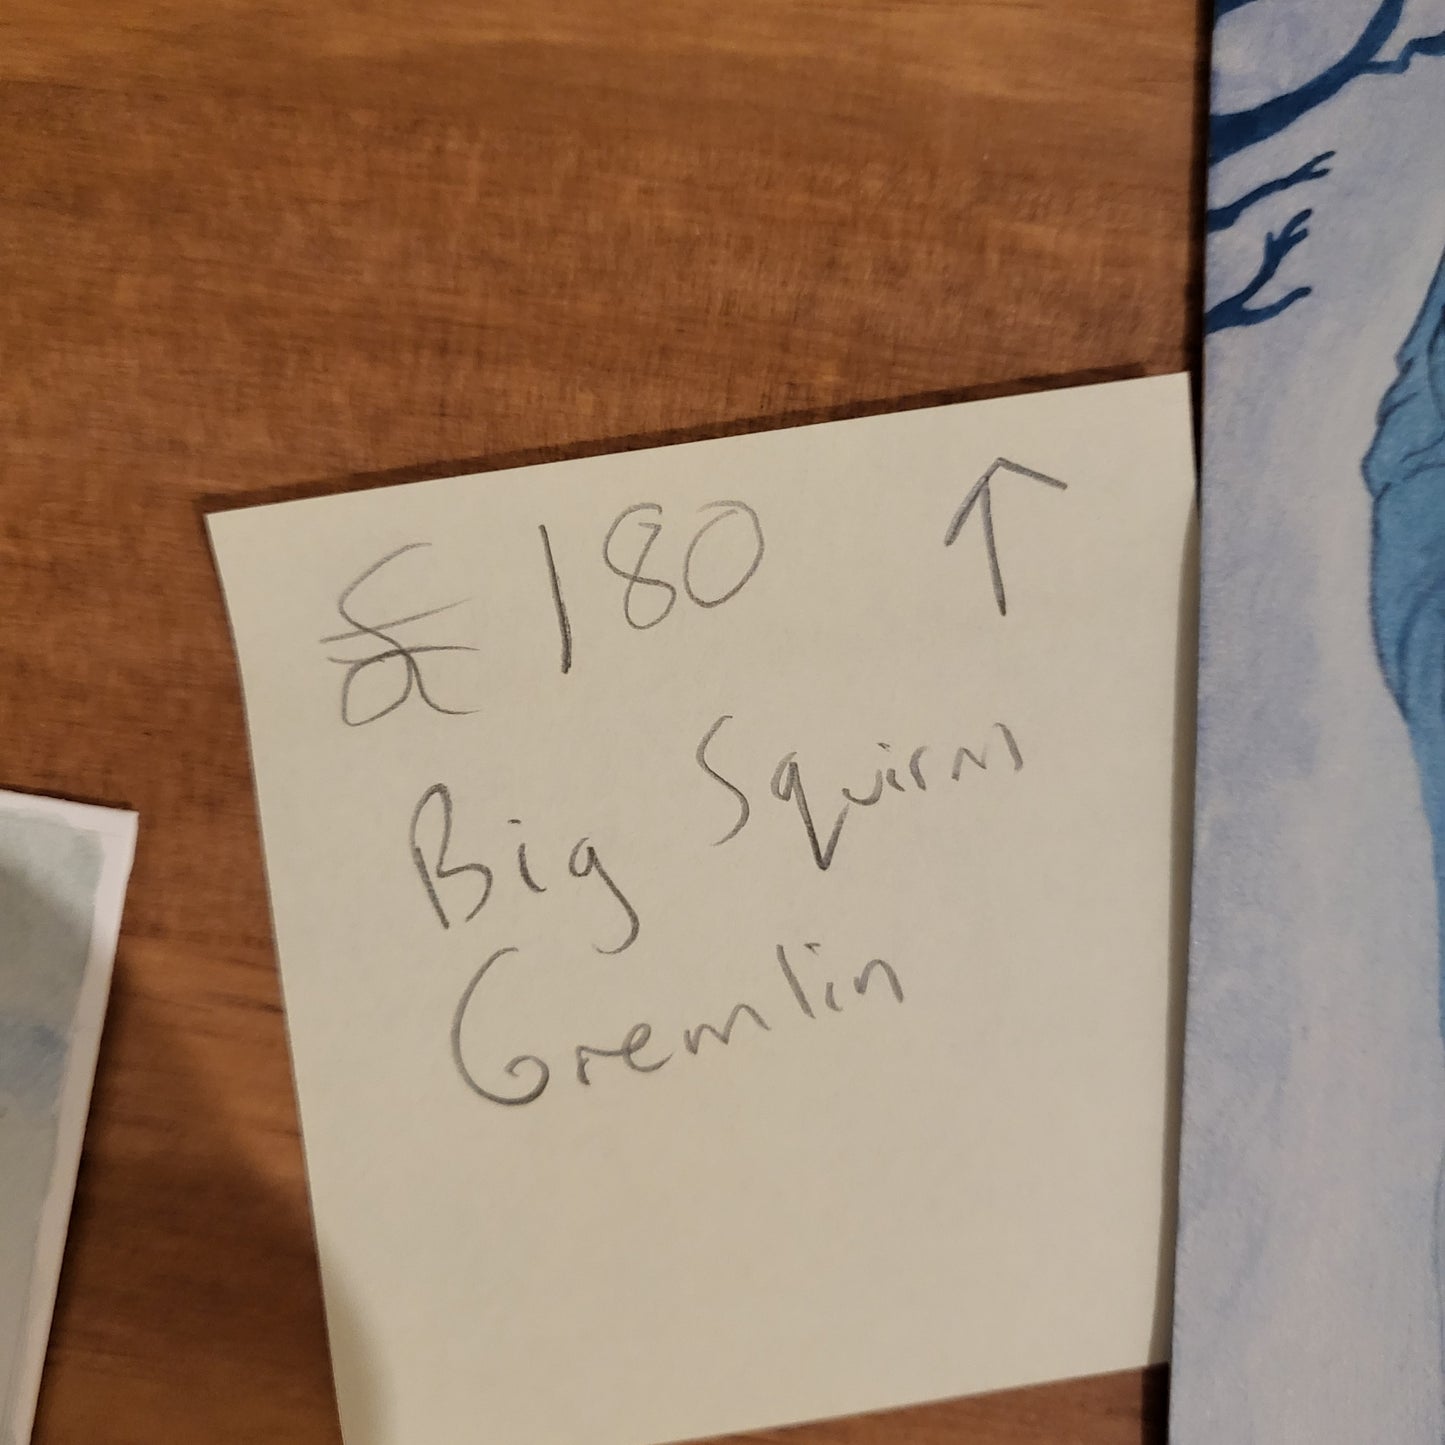 £180 ↑
Big Squirm
Gremlin